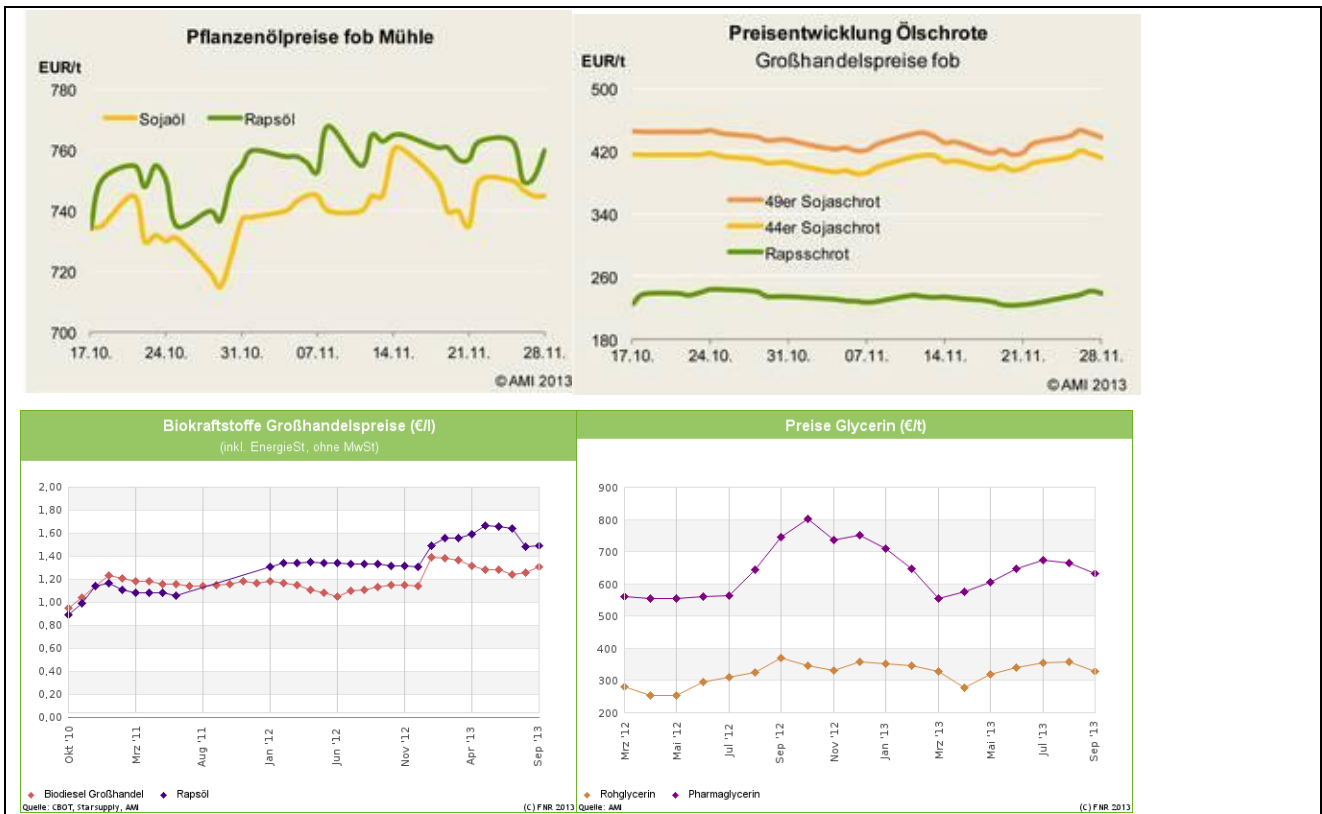 Pflanzenölpreise fob Mühle
EUR/t
780
760
740
720
700
Sojaöl
Rapsöl
17.10.
24.10.
31.10.
07.11.
14.11.
21.11.
28.11.
©AMI 2013
Preisentwicklung Ölschrote
Großhandelspreise fob
EUR/t
500
420
340
260
180
49er Sojaschrot
44er Sojaschrot
Rapsschrot
17.10.
24.10.
31.10.
07.11.
14.11.
21.11.
28.11.
©AMI 2013
Biokraftstoffe Großhandelspreise (€/l)
(inkl. EnergieSt, ohne MwSt)
2,00
1,80
1,60
1,40
1,20
1,00
0,80
0,60
0,40
0,20
0,00
Okt '10
Mrz '11
Aug '11
Jan '12
Jun '12
Nov '12
Apr '13
Sep '13
Biodiesel Großhandel
Rapsöl
Quelle: CBOT, Starsupply, AMI
(C) FNR 2013
Preise Glycerin (€/t)
900
800
700
600
500
400
300
200
Mrz '12
Mai '12
Jul '12
Sep '12
Nov '12
Jan '13
Mrz '13
Mai '13
Jul '13
Sep '13
Rohglycerin
Pharmaglycerin
Quelle: AMI
(C) FNR 2013